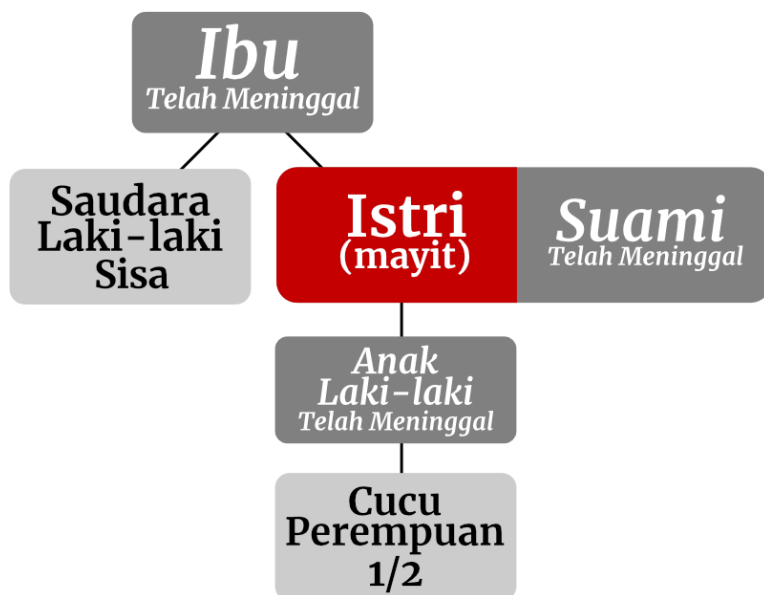 Ibu
Telah Meninggal
Saudara
Laki-laki
Sisa
Istri
(mayit)
Suami
Telah Meninggal
Anak
Laki-laki
Telah Meninggal
Cucu
Perempuan
1/2